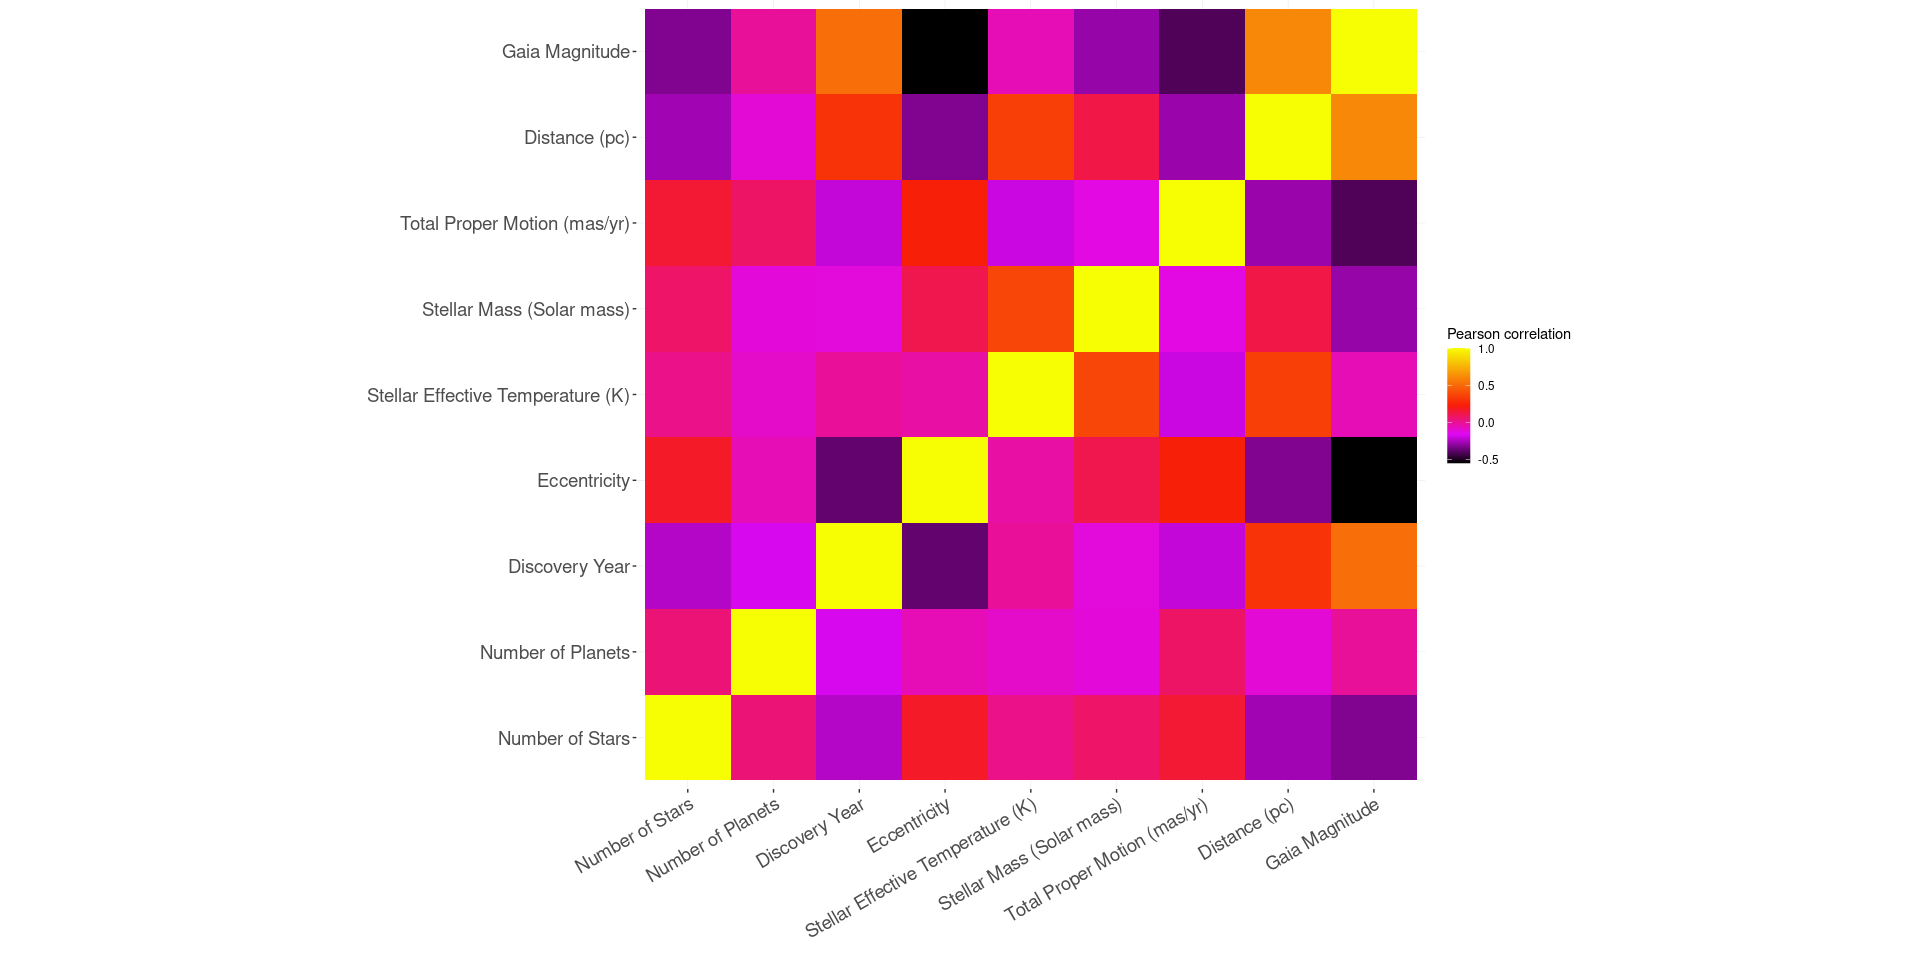 Gaia Magnitude
Distance (pc)
Total Proper Motion (mas/yr)
Stellar Mass (Solar mass)
Stellar Effective Temperature (K)
Eccentricity
Discovery Year
Number of Planets
Number of Stars
Number of Stars
Number of Planets
Discovery Year
Eccentricity
Stellar Effective Temperature (K)
Stellar Mass (Solar mass)
Total Proper Motion (mas/yr)
Distance (pc)
Gaia Magnitude
Pearson correlation
1.0
0.5
0.0
-0.5